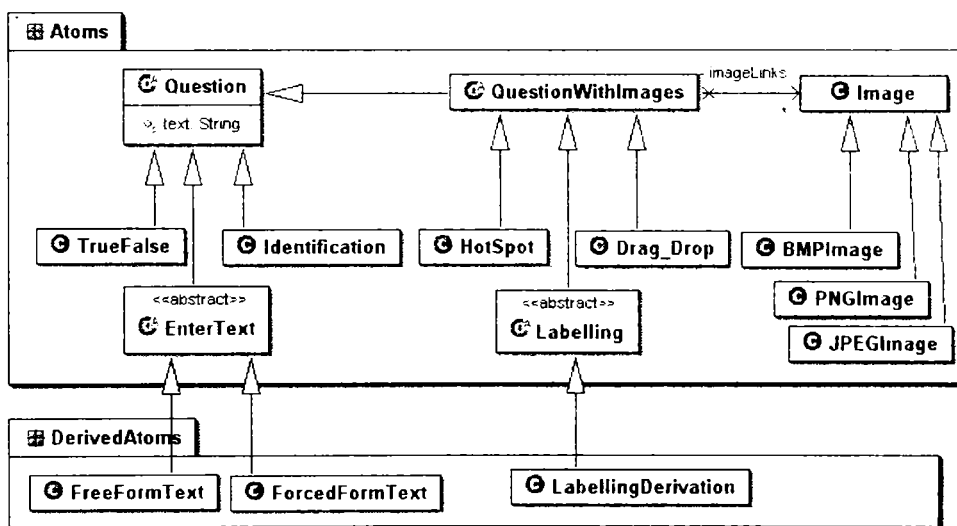 Atoms
Question
text: String
QuestionWithImages
imageLinks
*
Image
TrueFalse
Identification
HotSpot
Drag_Drop
BMPImage
PNGImage
JPEGImage
<<abstract>>
EnterText
<<abstract>>
Labelling
DerivedAtoms
FreeFormText
ForcedFormText
LabellingDerivation